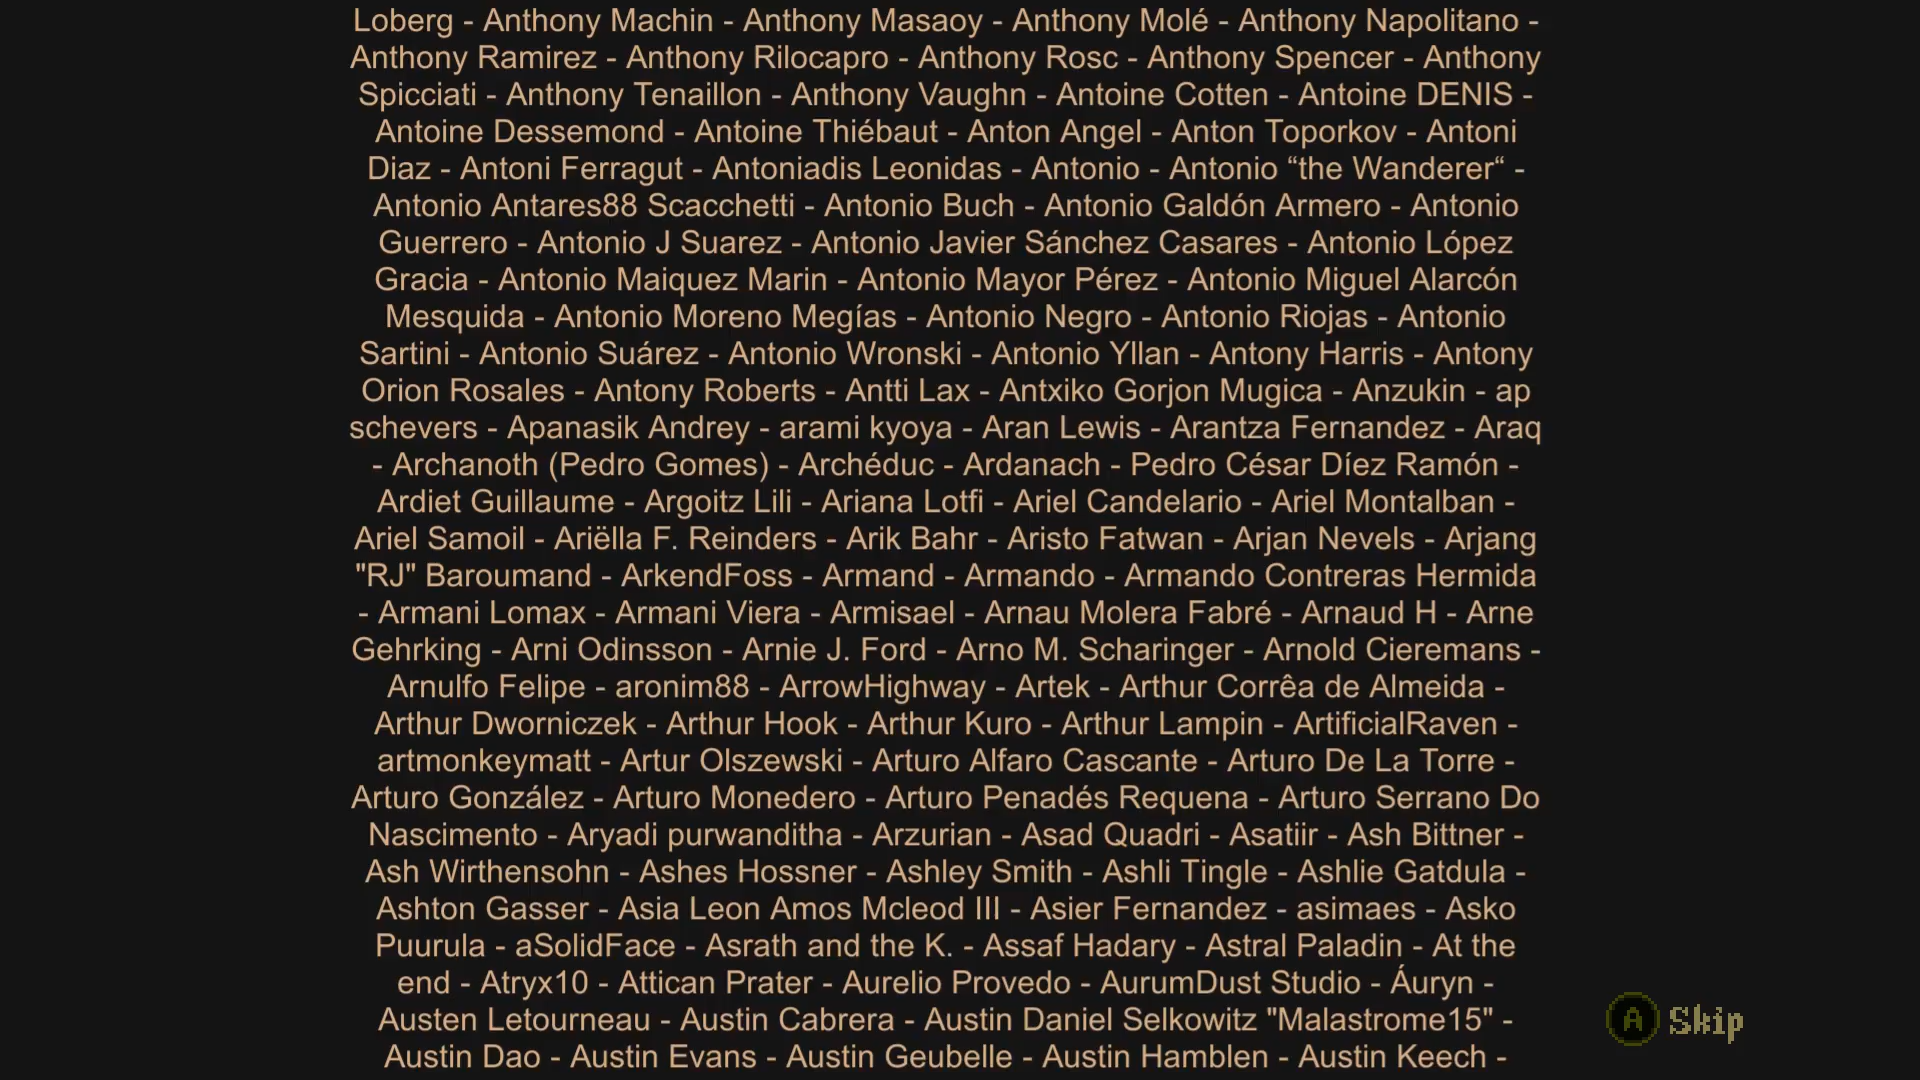 Loberg - Anthony Machin - Anthony Masaoy - Anthony Molé - Anthony Napolitano -
Anthony Ramirez - Anthony Rilocapro - Anthony Rosc - Anthony Spencer - Anthony
Spicciati - Anthony Tenaillon - Anthony Vaughn - Antoine Cotten - Antoine DENIS -
Antoine Dessemond - Antoine Thiébaut - Anton Angel - Anton Toporkov - Antoni
Diaz - Antoni Ferragut - Antoniadis Leonidas - Antonio - Antonio “the Wanderer“ -
Antonio Antares88 Scacchetti - Antonio Buch - Antonio Galdón Armero - Antonio
Guerrero - Antonio J Suarez - Antonio Javier Sánchez Casares - Antonio López
Gracia - Antonio Maiquez Marin - Antonio Mayor Pérez - Antonio Miguel Alarcón
Mesquida - Antonio Moreno Megías - Antonio Negro - Antonio Riojas - Antonio
Sartini - Antonio Suárez - Antonio Wronski - Antonio Yllan - Antony Harris - Antony
Orion Rosales - Antony Roberts - Antti Lax - Antxiko Gorjon Mugica - Anzukin - ap
schevers - Apanasik Andrey - arami kyoya - Aran Lewis - Arantza Fernandez - Araq
- Archanoth (Pedro Gomes) - Archéduc - Ardanach - Pedro César Díez Ramón -
Ardiet Guillaume - Argoitz Lili - Ariana Lotfi - Ariel Candelario - Ariel Montalban -
Ariel Samoil - Ariëlla F. Reinders - Arik Bahr - Aristo Fatwan - Arjan Nevels - Arjang
"RJ" Baroumand - ArkendFoss - Armand - Armando - Armando Contreras Hermida
- Armani Lomax - Armani Viera - Armisael - Arnau Molera Fabré - Arnaud H - Arne
Gehrking - Arni Odinsson - Arnie J. Ford - Arno M. Scharinger - Arnold Cieremans -
Arnulfo Felipe - aronim88 - ArrowHighway - Artek - Arthur Corrêa de Almeida -
Arthur Dworniczek - Arthur Hook - Arthur Kuro - Arthur Lampin - ArtificialRaven -
artmonkeymatt - Artur Olszewski - Arturo Alfaro Cascante - Arturo De La Torre -
Arturo González - Arturo Monedero - Arturo Penadés Requena - Arturo Serrano Do
Nascimento - Aryadi purwanditha - Arzurian - Asad Quadri - Asatiir - Ash Bittner -
Ash Wirthensohn - Ashes Hossner - Ashley Smith - Ashli Tingle - Ashlie Gatdula -
Ashton Gasser - Asia Leon Amos Mcleod III - Asier Fernandez - asimaes - Asko
Puurula - aSolidFace - Asrath and the K. - Assaf Hadary - Astral Paladin - At the
end - Atryx10 - Attican Prater - Aurelio Provedo - AurumDust Studio - Áuryn -
Austen Letourneau - Austin Cabrera - Austin Daniel Selkowitz "Malastrome15" -
Austin Dao - Austin Evans - Austin Geubelle - Austin Hamblen - Austin Keech -
A Skip